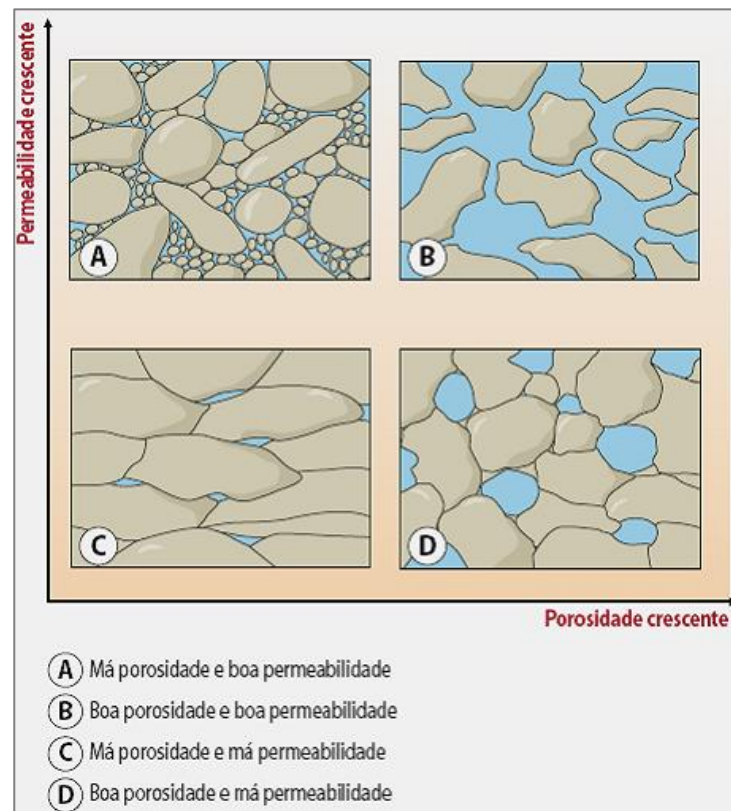 Permeabilidade crescente
A
B
C
D
Porosidade crescente
A Má porosidade e boa permeabilidade
B Boa porosidade e boa permeabilidade
C Má porosidade e má permeabilidade
D Boa porosidade e má permeabilidade